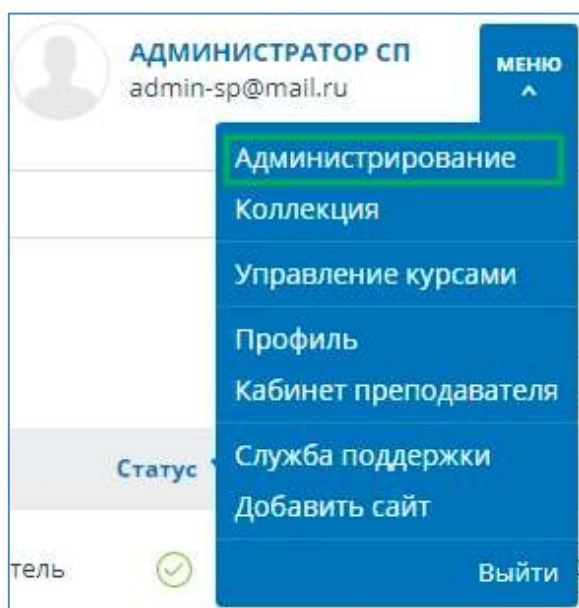 АДМИНИСТРАТОР СП
admin-sp@mail.ru
МЕНЮ
Администрирование
Коллекция
Управление курсами
Профиль
Кабинет преподавателя
Служба поддержки
Добавить сайт
Выйти
Статус
тель